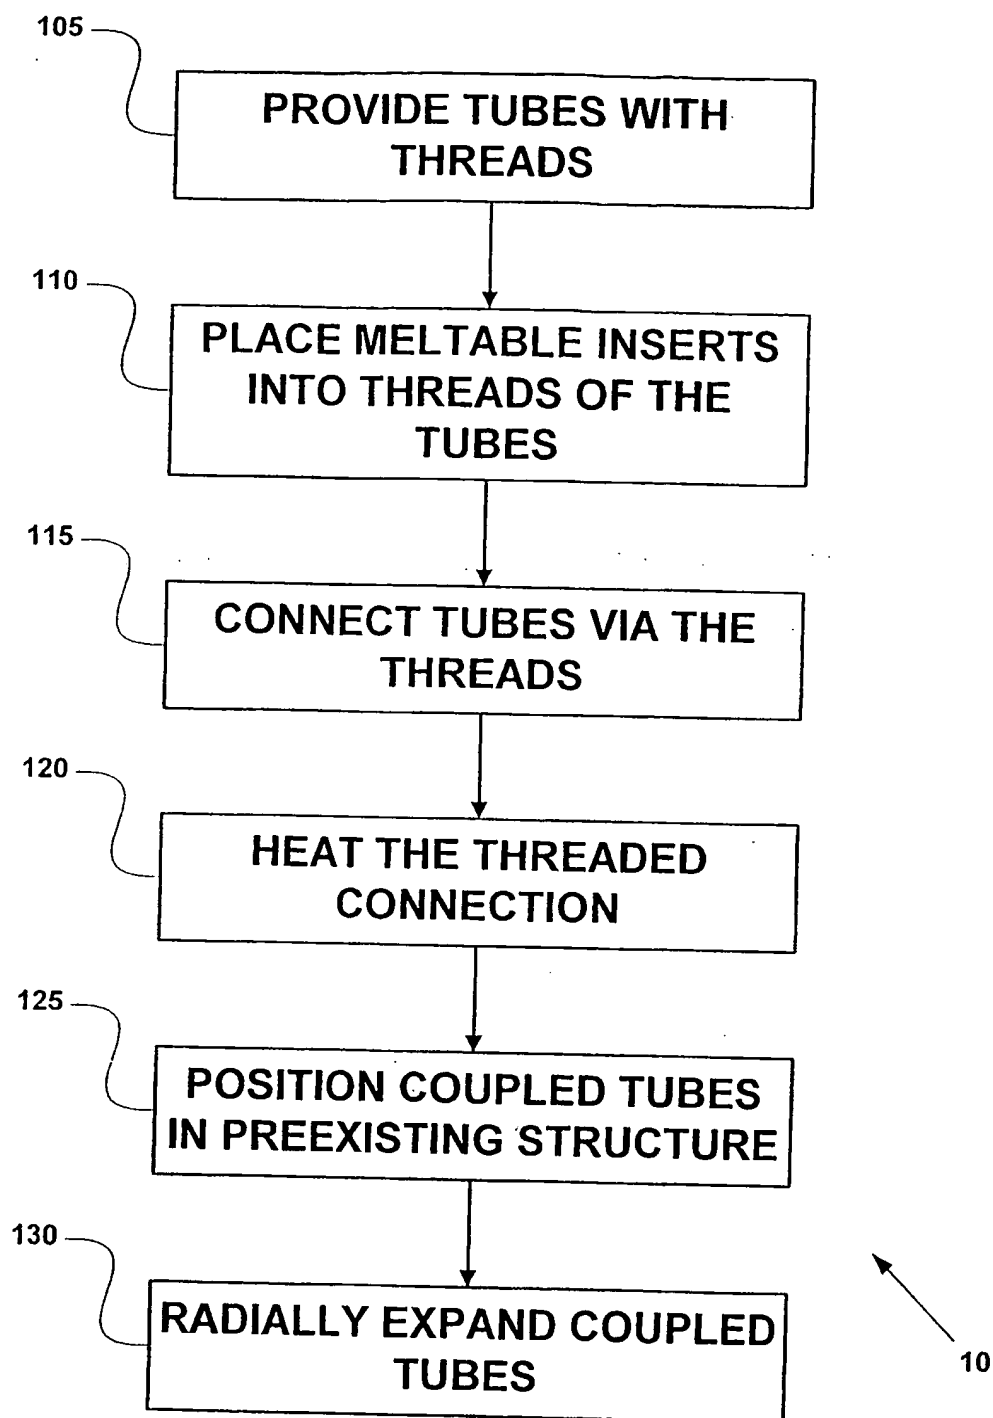 105
PROVIDE TUBES WITH
THREADS
110
PLACE MELTABLE INSERTS
INTO THREADS OF THE
TUBES
115
CONNECT TUBES VIA THE
THREADS
120
HEAT THE THREADED
CONNECTION
125
POSITION COUPLED TUBES
IN PREEXISTING STRUCTURE
130
RADIALLY EXPAND COUPLED
TUBES
10